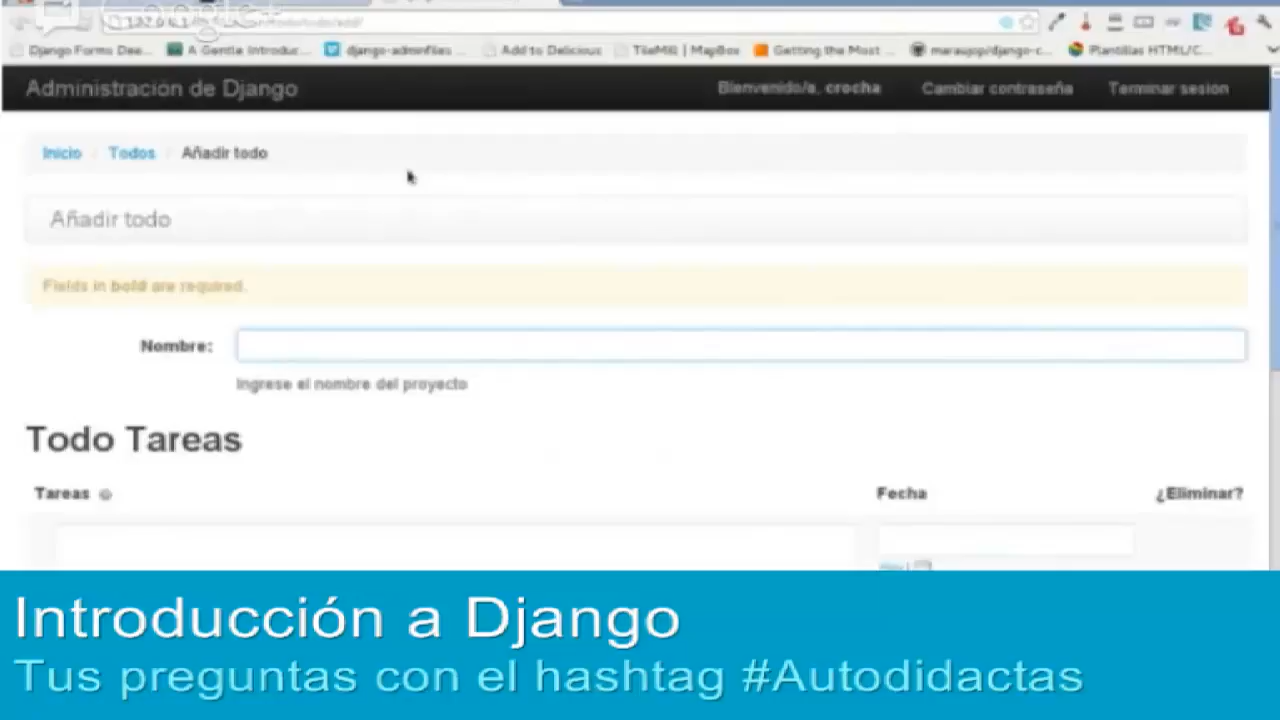 Google+
Django Forms Dee... A Gentle Introduc... django-adminfiles ... Add to Delicious TileMill | MapBox Getting the Most ... Plantillas HTML/C...
Administración de Django Bienvenido/a, crocha Cambiar contraseña Terminar sesión
Inicio / Todos / Añadir todo
Añadir todo
Fields in bold are required.
Nombre:
Ingrese el nombre del proyecto
Todo Tareas
Tareas Fecha ¿Eliminar?
Introducción a Django
Tus preguntas con el hashtag #Autodidactas